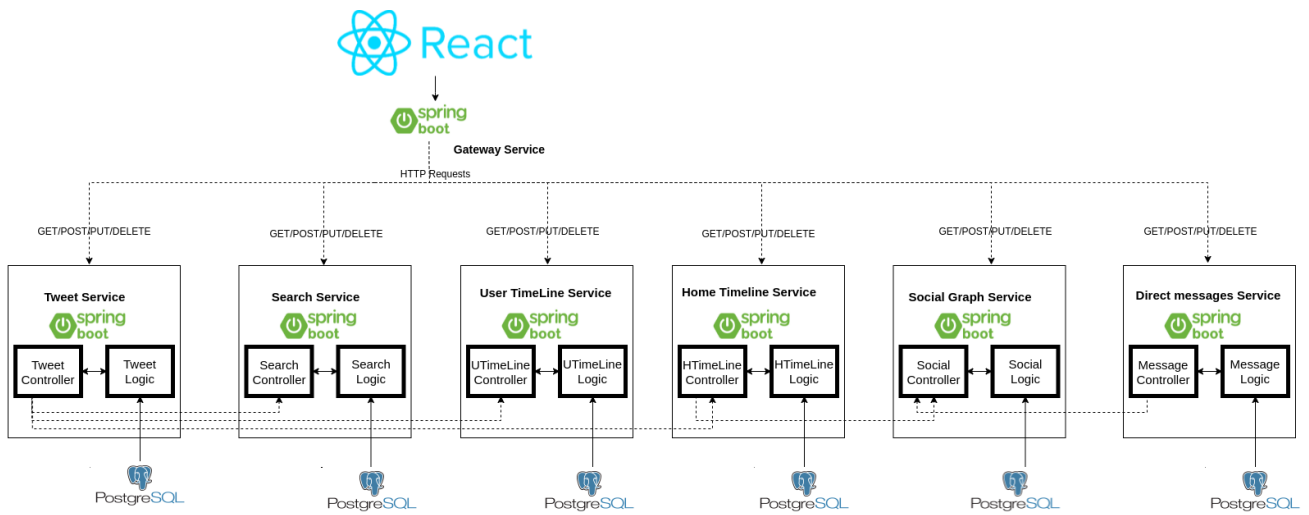 React
spring
boot
Gateway Service
HTTP Requests
GET/POST/PUT/DELETE
GET/POST/PUT/DELETE
GET/POST/PUT/DELETE
GET/POST/PUT/DELETE
GET/POST/PUT/DELETE
GET/POST/PUT/DELETE
Tweet Service
spring
boot
Tweet
Controller
Tweet
Logic
Search Service
spring
boot
Search
Controller
Search
Logic
User TimeLine Service
spring
boot
UTimeLine
Controller
UTimeLine
Logic
Home Timeline Service
spring
boot
HTimeLine
Controller
HTimeLine
Logic
Social Graph Service
spring
boot
Social
Controller
Social
Logic
Direct messages Service
spring
boot
Message
Controller
Message
Logic
PostgreSQL
PostgreSQL
PostgreSQL
PostgreSQL
PostgreSQL
PostgreSQL